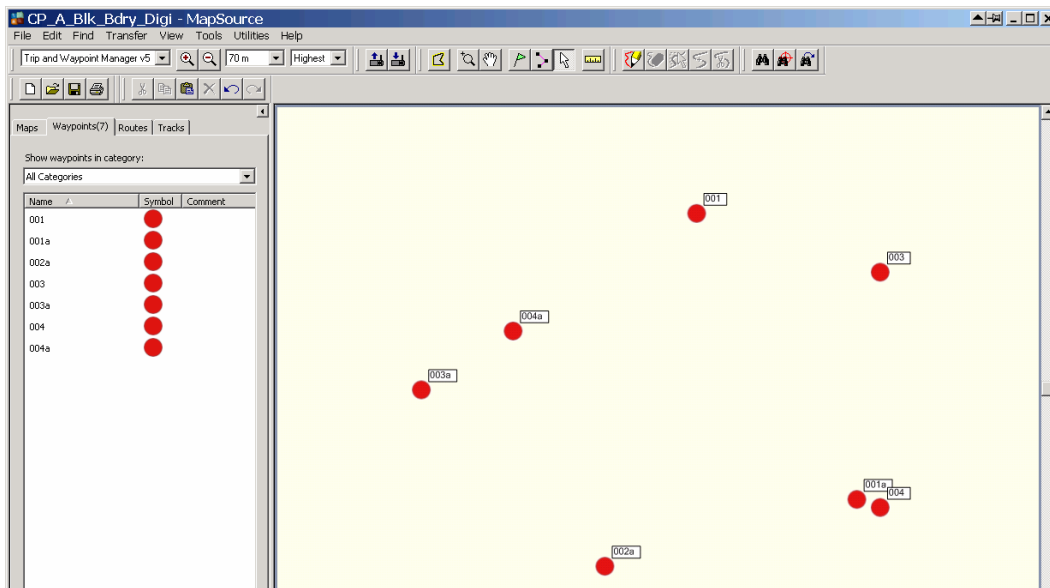 CP_A_Blk_Bdry_Digi - MapSource
File Edit Find Transfer View Tools Utilities Help
Trip and Waypoint Manager v5 70 m Highest
Maps Waypoints(7) Routes Tracks
Show waypoints in category:
All Categories
Name Symbol Comment
001
001a
002a
003
003a
004
004a
001
003
004a
003a
001a
004
002a